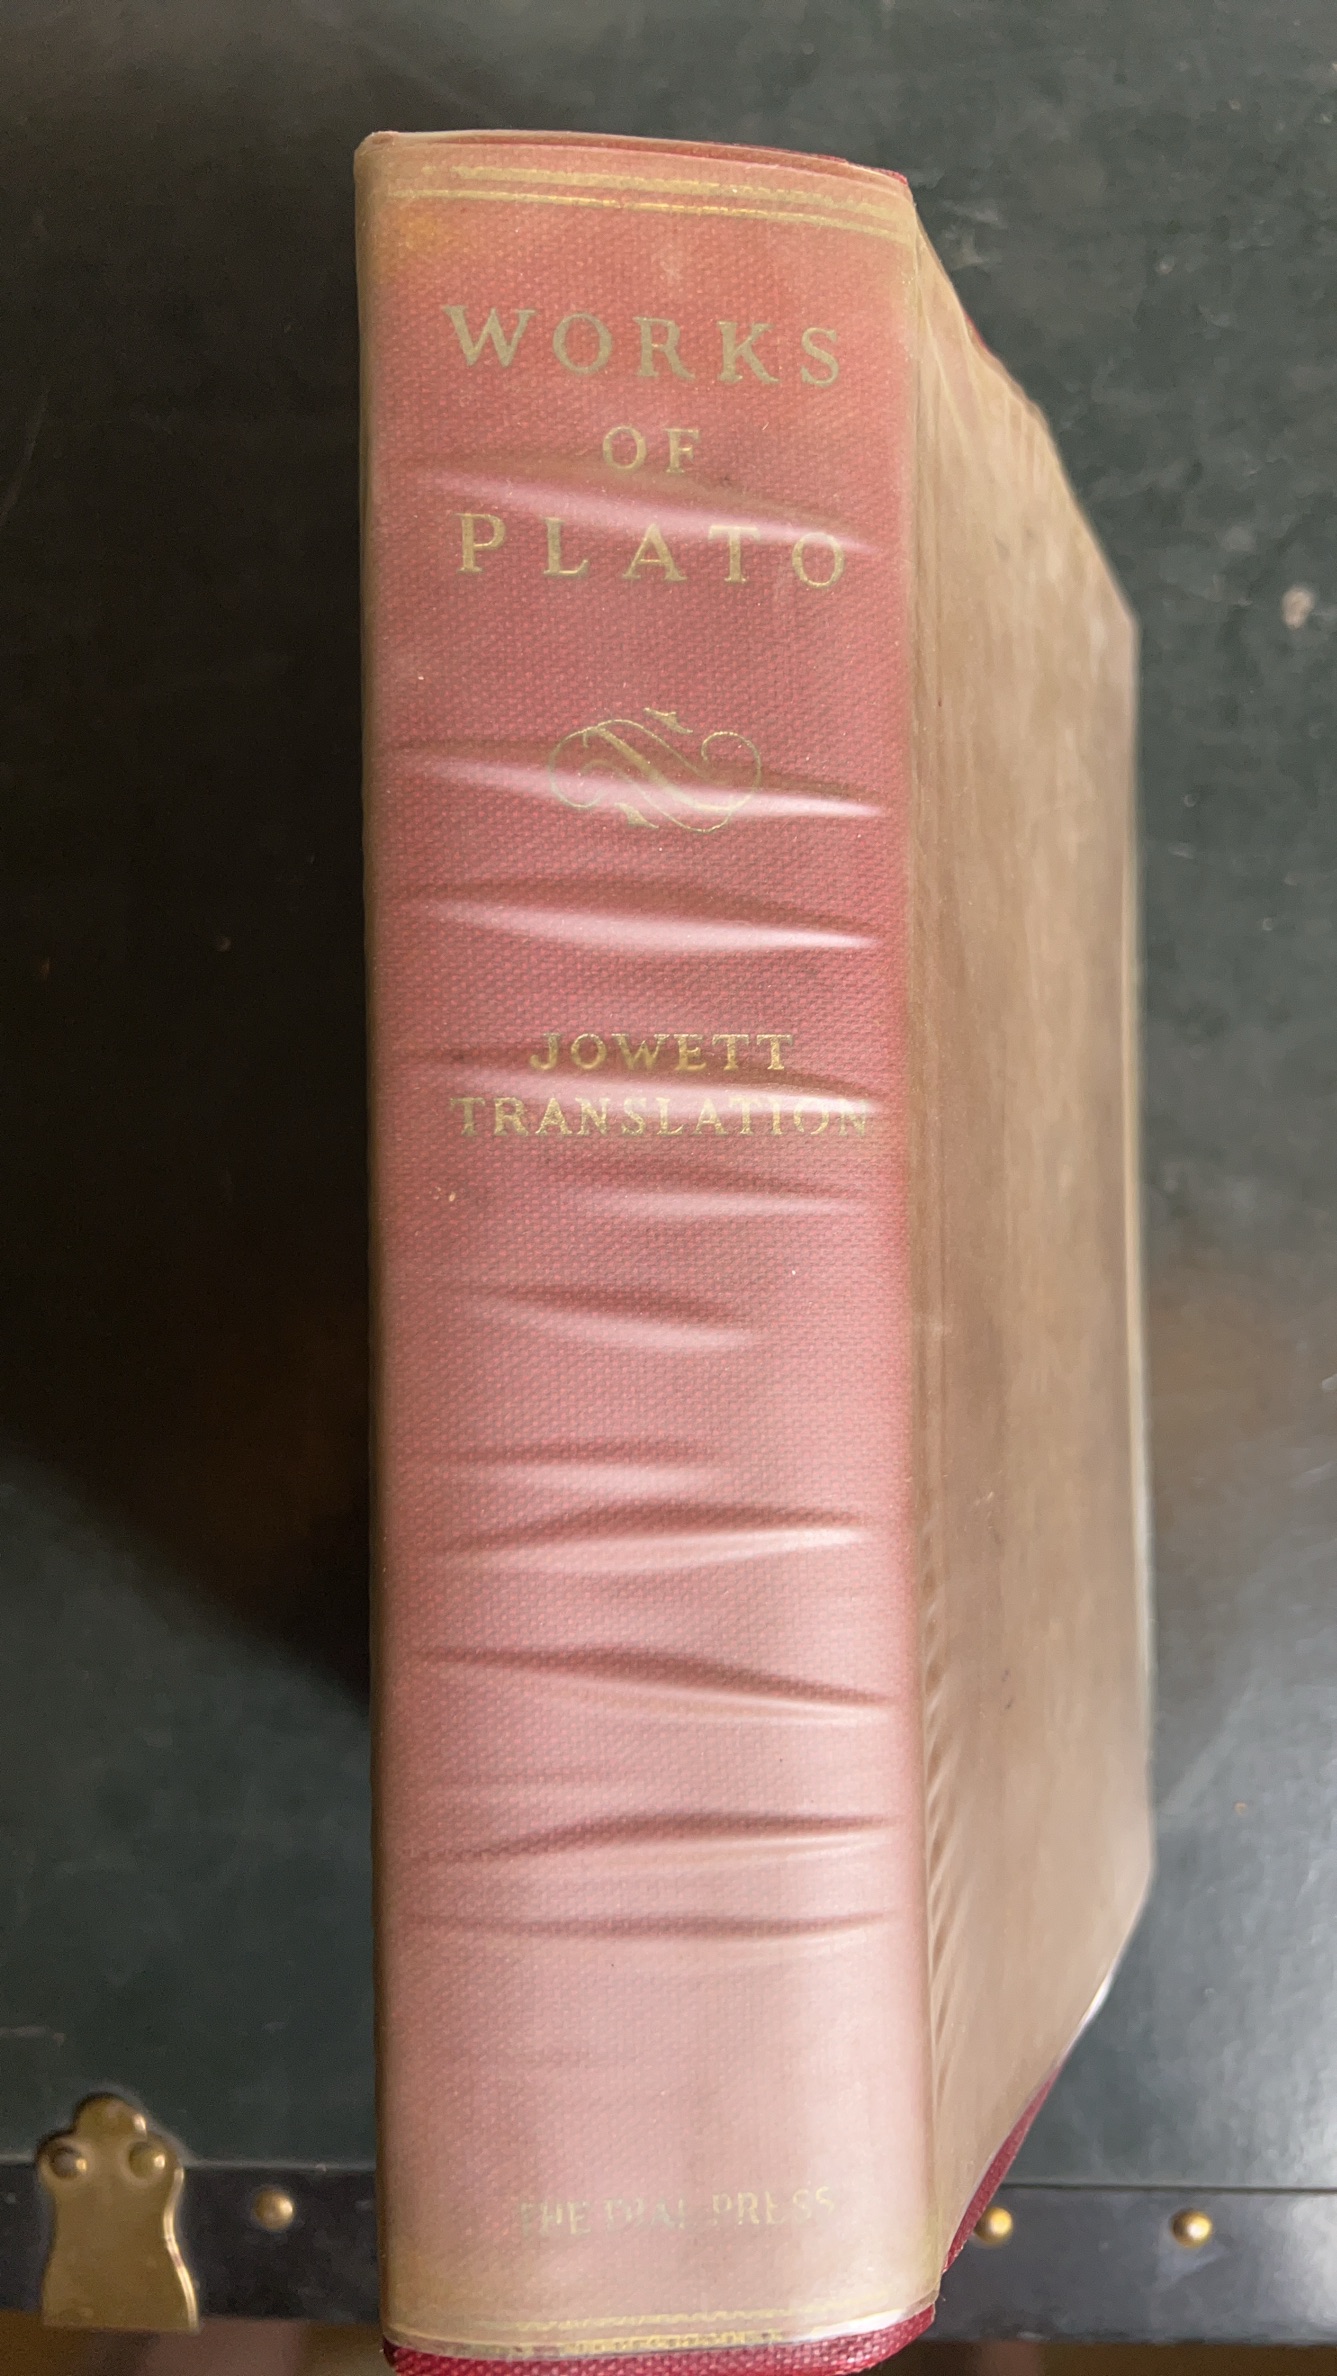 WORKS
OF
PLATO
JOWETT
TRANSLATION
THE DIAL PRESS